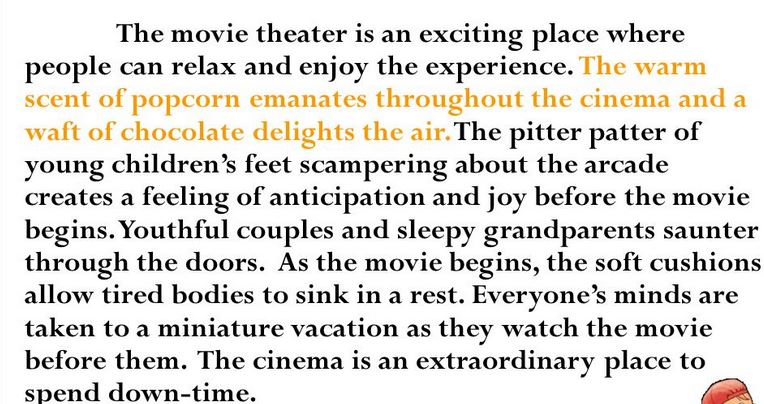 The movie theater is an exciting place where
people can relax and enjoy the experience. The warm
scent of popcorn emanates throughout the cinema and a
waft of chocolate delights the air. The pitter patter of
young children's feet scampering about the arcade
creates a feeling of anticipation and joy before the movie
begins. Youthful couples and sleepy grandparents saunter
through the doors.  As the movie begins, the soft cushions
allow tired bodies to sink in a rest. Everyone's minds are
taken to a miniature vacation as they watch the movie
before them.  The cinema is an extraordinary place to
spend down-time.